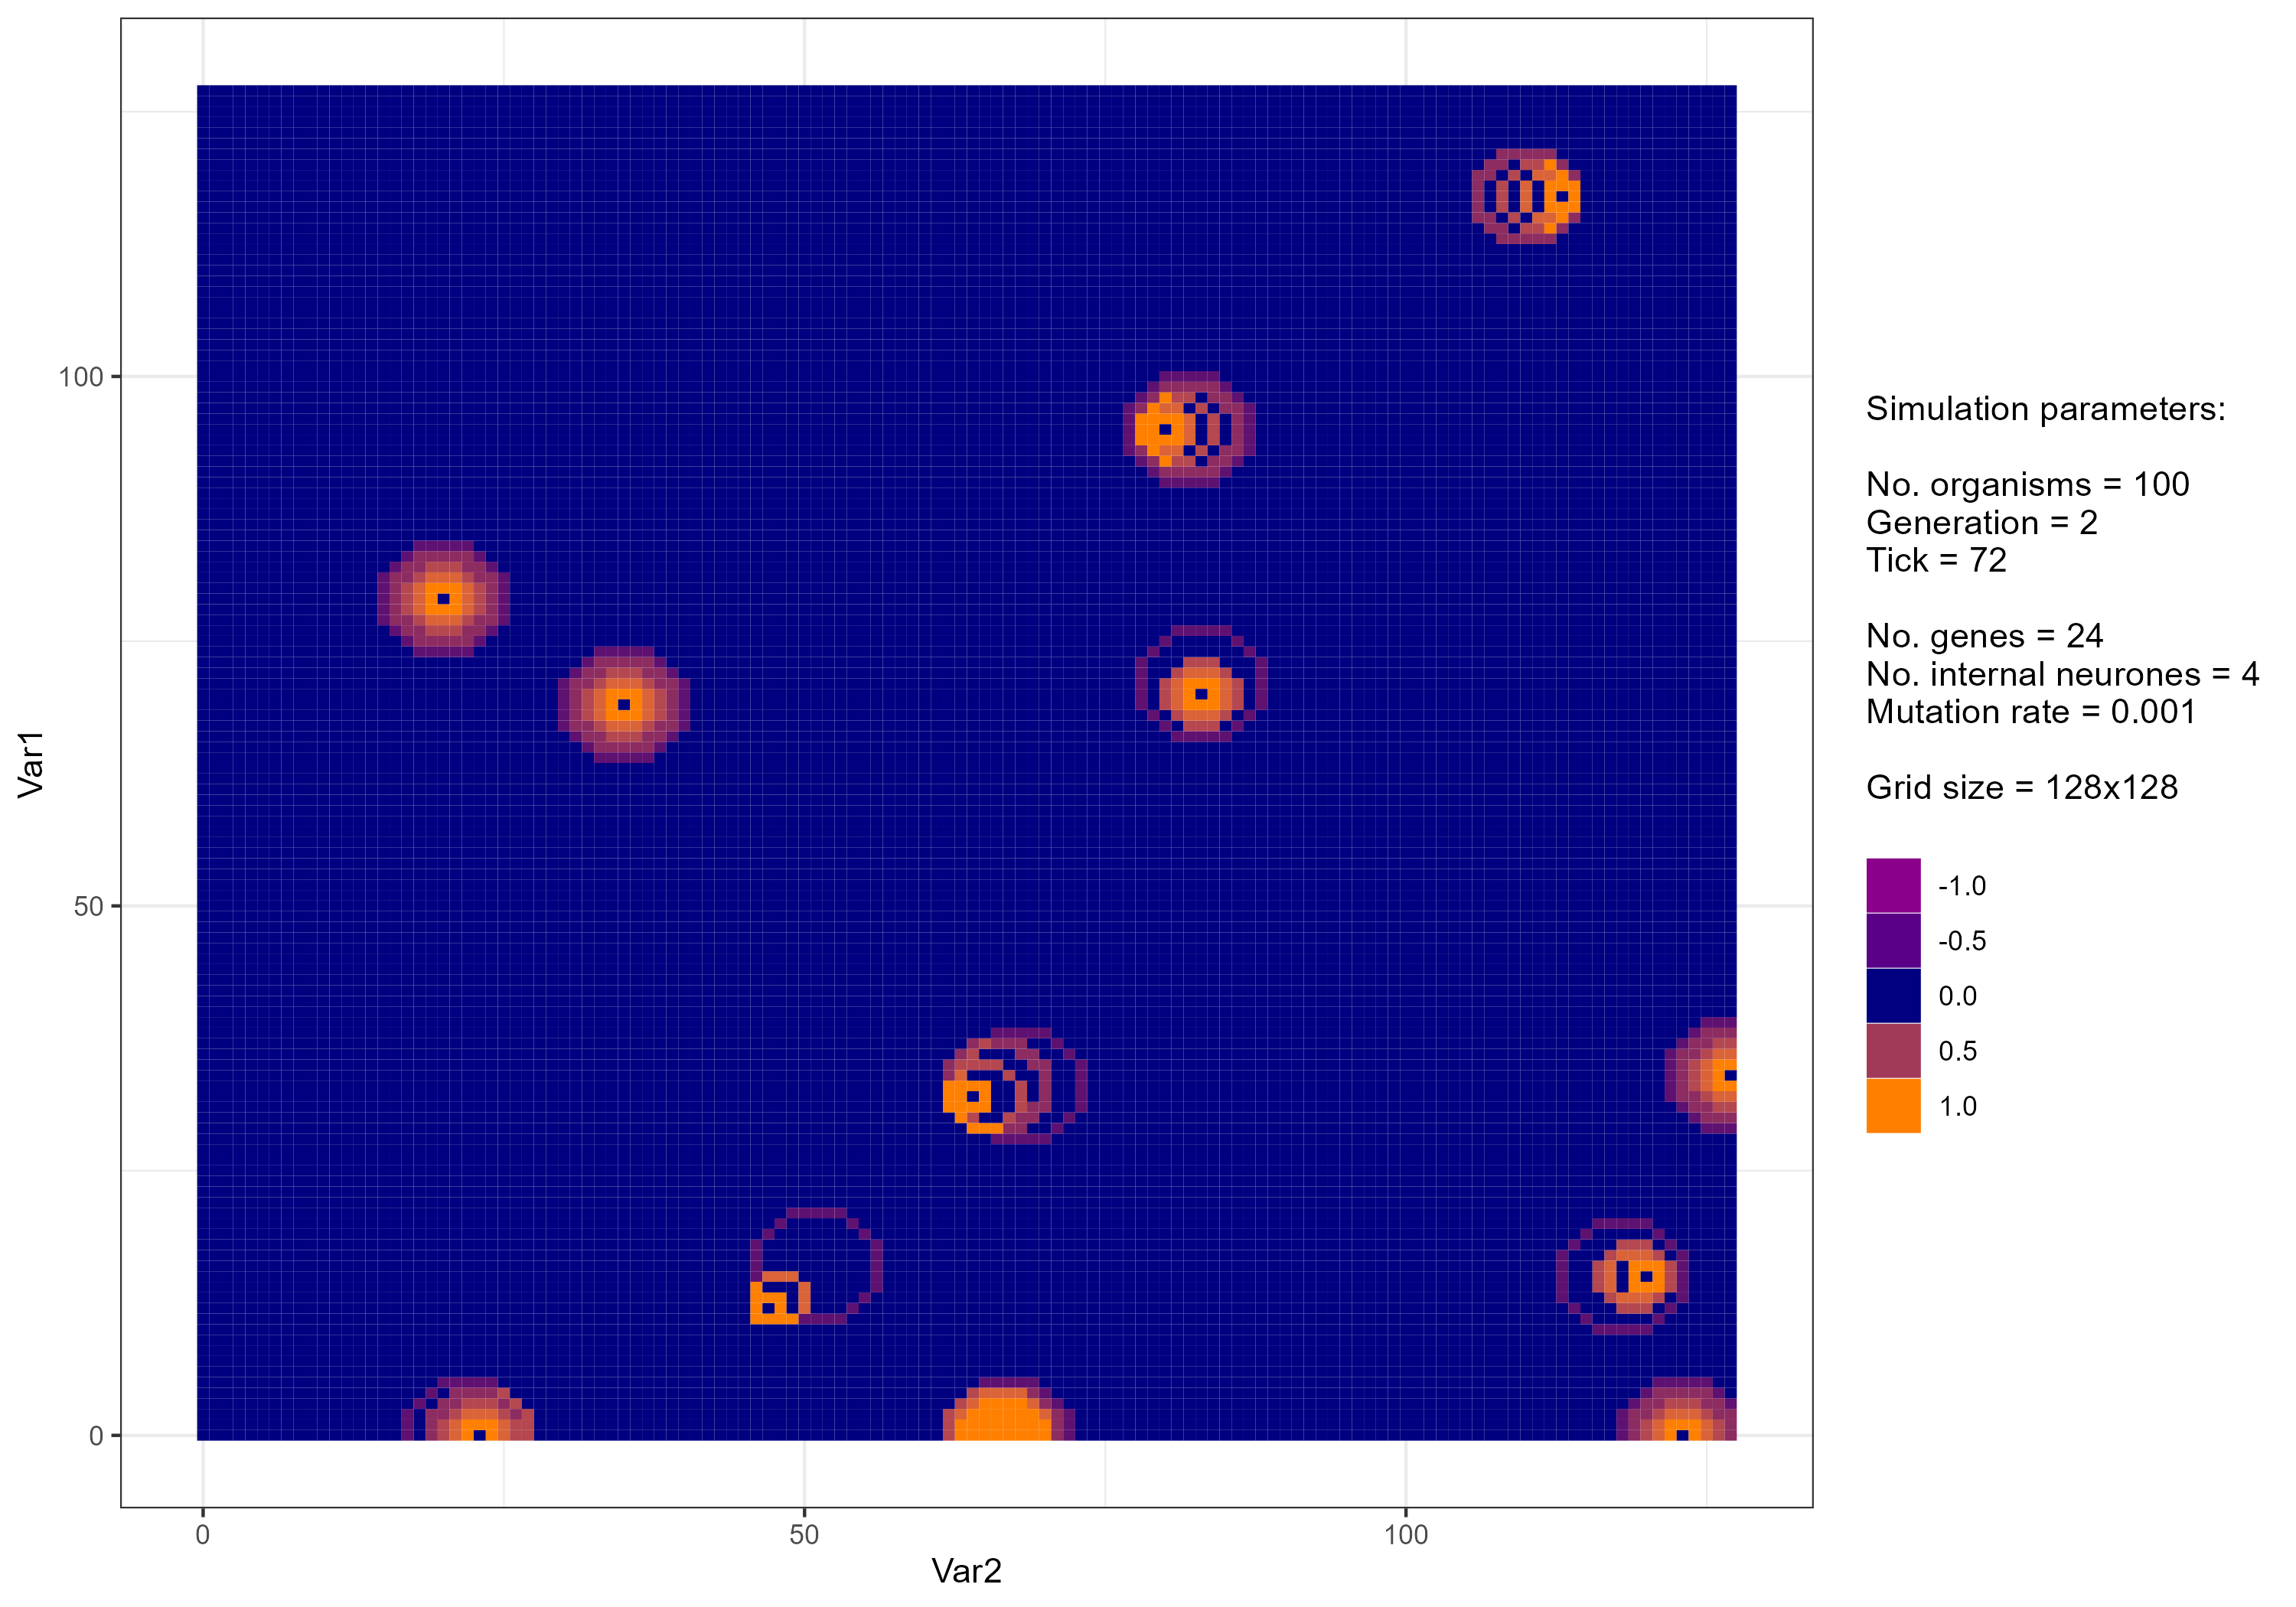 100
50
0
0
50
100
Var1
Var2
Simulation parameters:
No. organisms = 100
Generation = 2
Tick = 72
No. genes = 24
No. internal neurones = 4
Mutation rate = 0.001
Grid size = 128x128
-1.0
-0.5
0.0
0.5
1.0